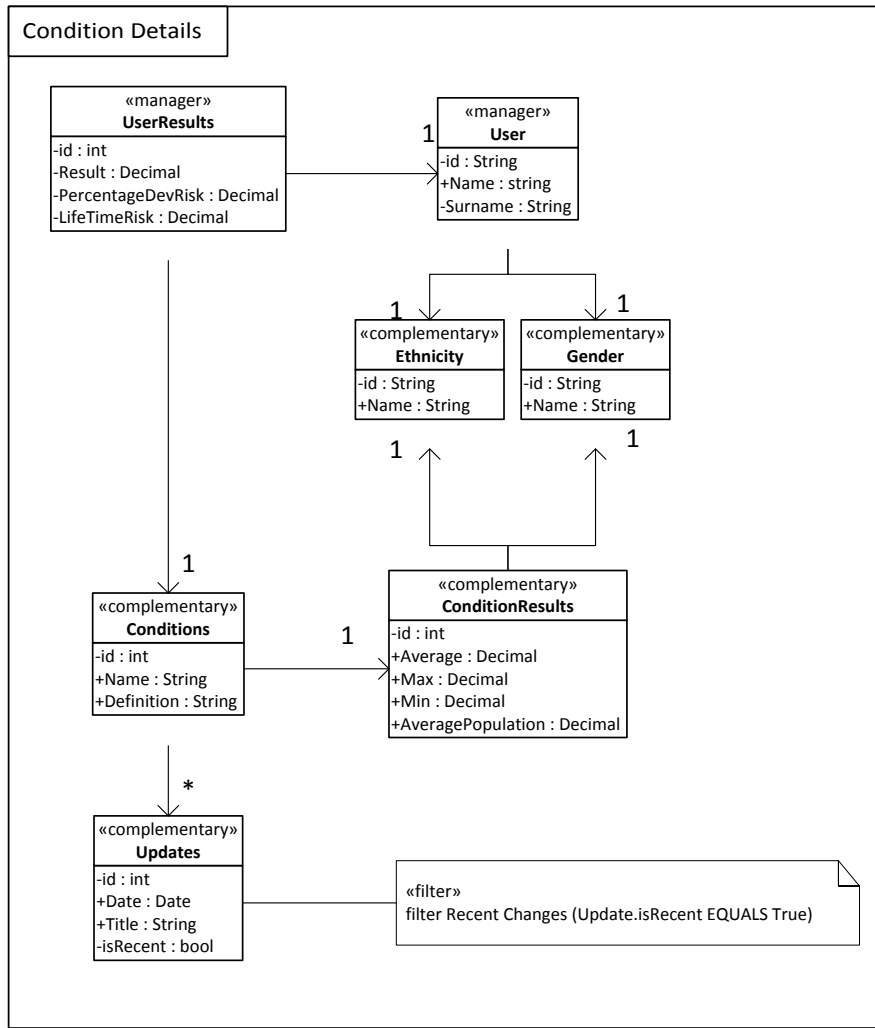 Condition Details
«manager»
UserResults
-id : int
-Result : Decimal
-PercentageDevRisk : Decimal
-LifeTimeRisk : Decimal
1
«manager»
User
-id : String
+Name : string
-Surname : String
1
«complementary»
Ethnicity
-id : String
+Name : String
1
«complementary»
Gender
-id : String
+Name : String
1
1
1
«complementary»
Conditions
-id : int
+Name : String
+Definition : String
1
«complementary»
ConditionResults
-id : int
+Average : Decimal
+Max : Decimal
+Min : Decimal
+AveragePopulation : Decimal
*
«complementary»
Updates
-id : int
+Date : Date
+Title : String
-isRecent : bool
«filter»
filter Recent Changes (Update.isRecent EQUALS True)